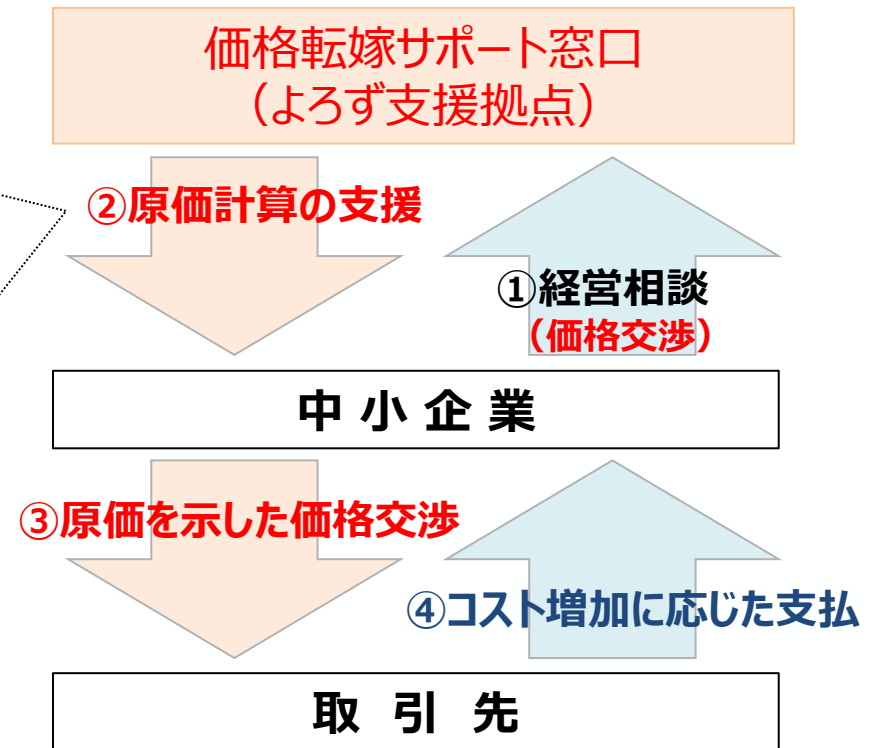 価格転嫁サポート窓口
（よろず支援拠点）
②原価計算の支援
①経営相談
（価格交渉）
中 小 企 業
③原価を示した価格交渉
④コスト増加に応じた支払
取 引 先